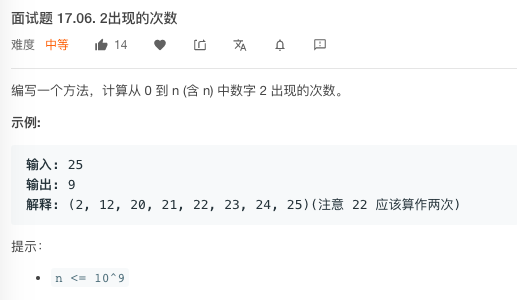 面试题 17.06. 2出现的次数
难度 中等 14
编写一个方法，计算从 0 到 n (含 n) 中数字 2 出现的次数。
示例:
输入: 25
输出: 9
解释: (2, 12, 20, 21, 22, 23, 24, 25)(注意 22 应该算作两次)
提示：
• n <= 10^9